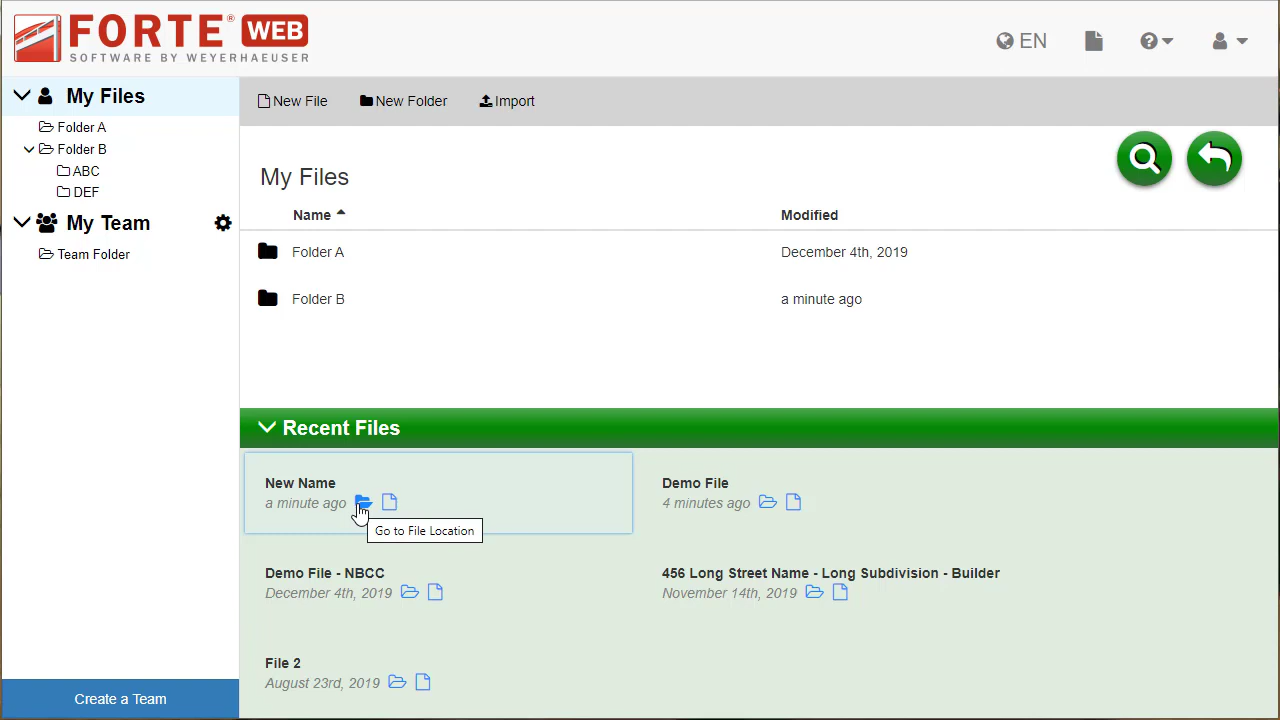 FORTE® WEB
SOFTWARE BY WEYERHAEUSER
EN
My Files
Folder A
Folder B
ABC
DEF
My Team
Team Folder
Create a Team
New File
New Folder
Import
My Files
Name
Modified
Folder A
December 4th, 2019
Folder B
a minute ago
Recent Files
New Name
a minute ago
Go to File Location
Demo File
4 minutes ago
Demo File - NBCC
December 4th, 2019
456 Long Street Name - Long Subdivision - Builder
November 14th, 2019
File 2
August 23rd, 2019